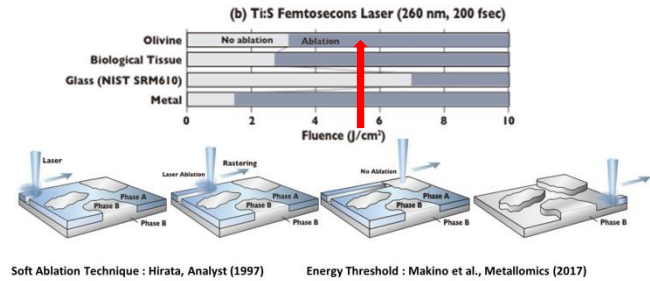 (b) Ti:S Femtosecons Laser (260 nm, 200 fsec)
Olivine
No ablation
Ablation
Biological Tissue
Glass (NIST SRM610)
Metal
0 2 4 6 8 10
Fluence (J/cm²)
Laser
Phase A
Phase B
Phase B
Laser Ablation
Rastering
Phase A
Phase B
Phase B
No Ablation
Phase A
Phase B
Phase B
Phase B
Soft Ablation Technique : Hirata, Analyst (1997)
Energy Threshold : Makino et al., Metallomics (2017)